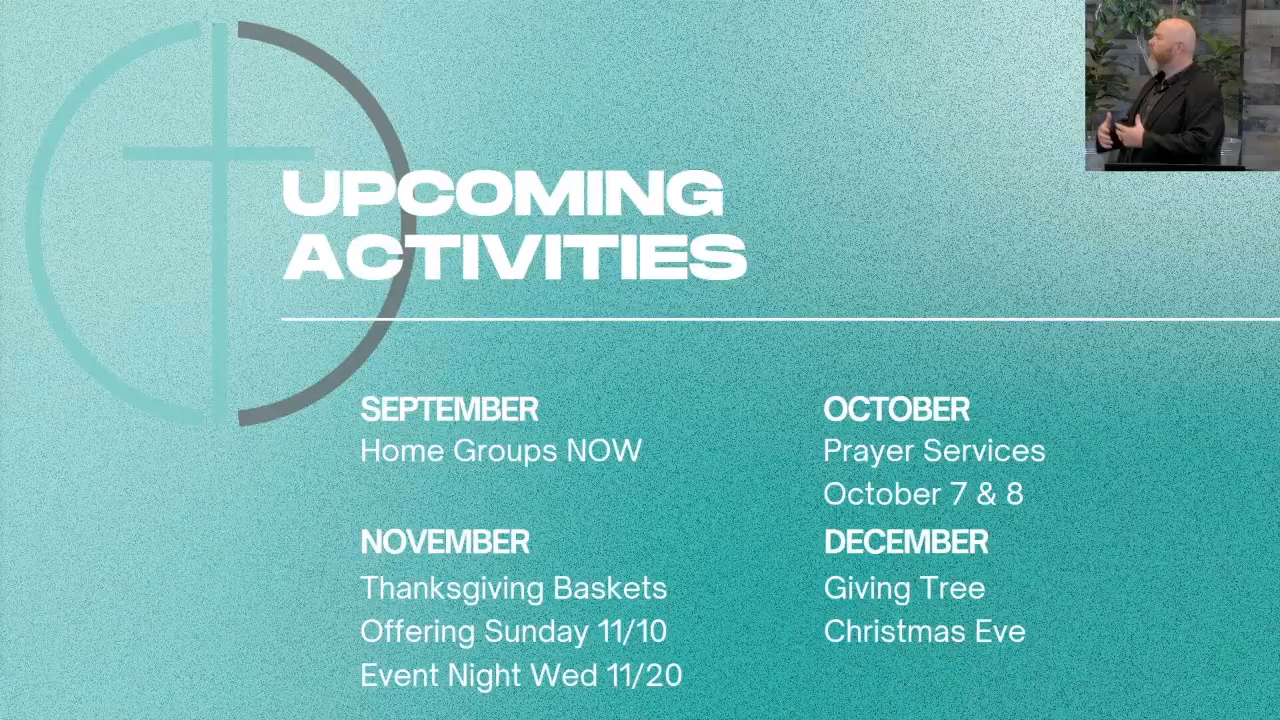 UPCOMING
ACTIVITIES
SEPTEMBER
Home Groups NOW
OCTOBER
Prayer Services
October 7 & 8
NOVEMBER
Thanksgiving Baskets
Offering Sunday 11/10
Event Night Wed 11/20
DECEMBER
Giving Tree
Christmas Eve